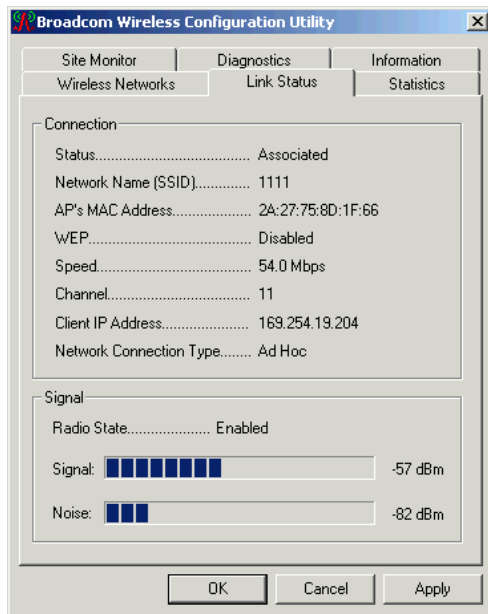 Broadcom Wireless Configuration Utility
Site Monitor Diagnostics Information
Wireless Networks Link Status Statistics
Connection
Status............................... Associated
Network Name (SSID)............ 1111
AP's MAC Address................. 2A:27:75:8D:1F:66
WEP.................................. Disabled
Speed................................ 54.0 Mbps
Channel.............................. 11
Client IP Address................... 169.254.19.204
Network Connection Type........ Ad Hoc
Signal
Radio State.................... Enabled
Signal: -57 dBm
Noise: -82 dBm
OK Cancel Apply